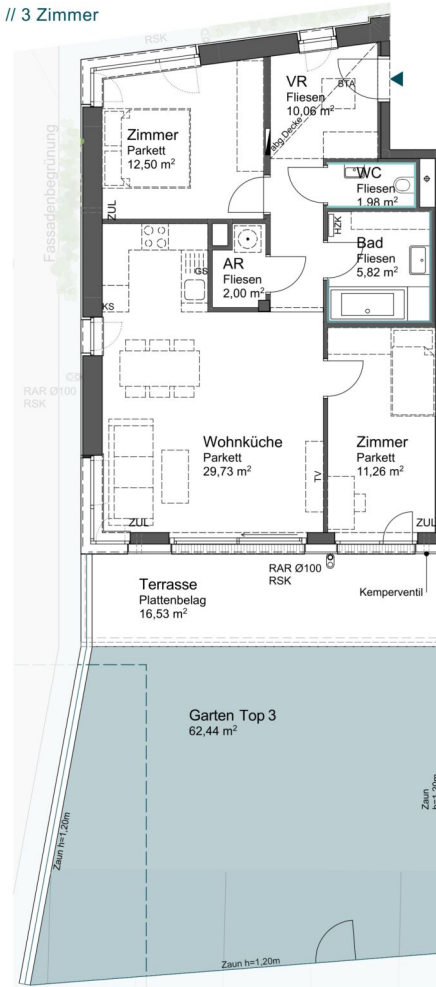 // 3 Zimmer
RSK
VR
Fliesen
10,06 m²
BTA
abg.Decke
Zimmer
Parkett
12,50 m²
WC
Fliesen
1,98 m²
Fassadenbegrünung
ZUL
HZK
Bad
Fliesen
5,82 m²
GS
AR
Fliesen
2,00 m²
KS
RAR Ø100
RSK
Wohnküche
Parkett
29,73 m²
Zimmer
Parkett
11,26 m²
TV
ZUL
ZUL
RAR Ø100
RSK
Kemperventil
Terrasse
Plattenbelag
16,53 m²
Garten Top 3
62,44 m²
Zaun
h=1,20m
Zaun h=1,20m
Zaun h=1,20m